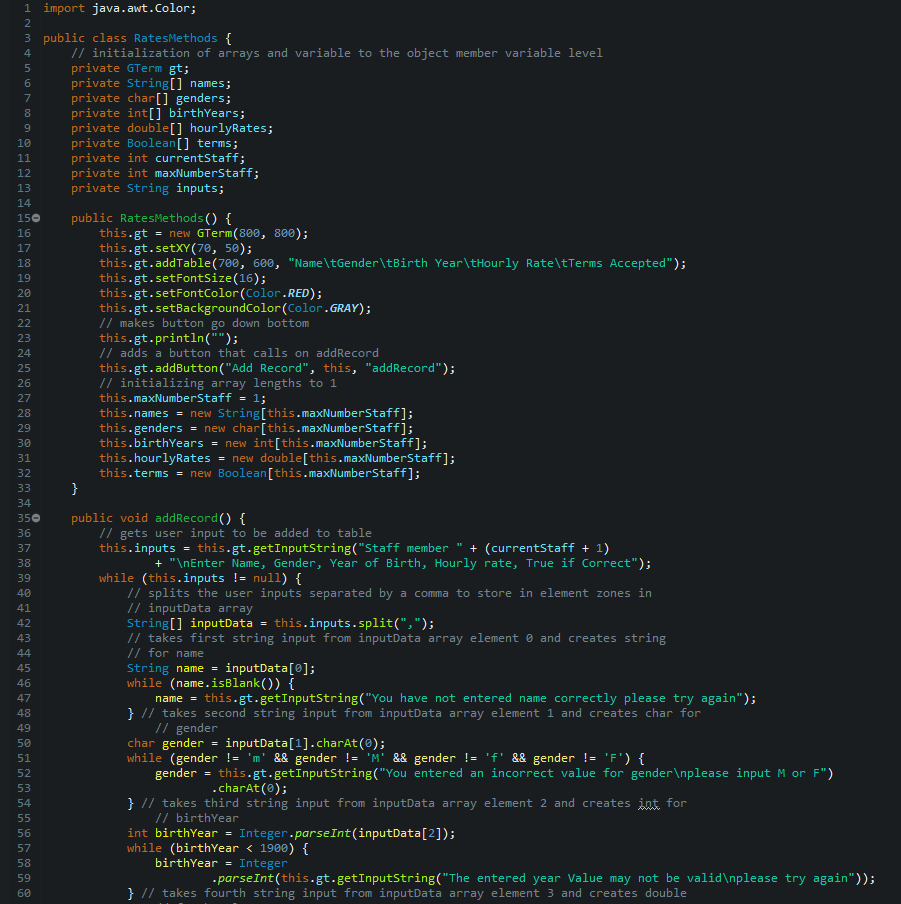 1 import java.awt.Color;
2
3 public class RatesMethods {
4     // initialization of arrays and variable to the object member variable level
5     private GTerm gt;
6     private String[] names;
7     private char[] genders;
8     private int[] birthYears;
9     private double[] hourlyRates;
10     private Boolean[] terms;
11     private int currentStaff;
12     private int maxNumberStaff;
13     private String inputs;
14
15     public RatesMethods() {
16         this.gt = new GTerm(800, 800);
17         this.gt.setXY(70, 50);
18         this.gt.addTable(700, 600, "Name\tGender\tBirth Year\tHourly Rate\tTerms Accepted");
19         this.gt.setFontSize(16);
20         this.gt.setFontColor(Color.RED);
21         this.gt.setBackgroundColor(Color.GRAY);
22         // makes button go down bottom
23         this.gt.println("");
24         // adds a button that calls on addRecord
25         this.gt.addButton("Add Record", this, "addRecord");
26         // initializing array lengths to 1
27         this.maxNumberStaff = 1;
28         this.names = new String[this.maxNumberStaff];
29         this.genders = new char[this.maxNumberStaff];
30         this.birthYears = new int[this.maxNumberStaff];
31         this.hourlyRates = new double[this.maxNumberStaff];
32         this.terms = new Boolean[this.maxNumberStaff];
33     }
34
35     public void addRecord() {
36         // gets user input to be added to table
37         this.inputs = this.gt.getInputString("Staff member " + (currentStaff + 1)
38                 + "\nEnter Name, Gender, Year of Birth, Hourly rate, True if Correct");
39         while (this.inputs != null) {
40             // splits the user inputs separated by a comma to store in element zones in
41             // inputData array
42             String[] inputData = this.inputs.split(",");
43             // takes first string input from inputData array element 0 and creates string
44             // for name
45             String name = inputData[0];
46             while (name.isBlank()) {
47                 name = this.gt.getInputString("You have not entered name correctly please try again");
48             } // takes second string input from inputData array element 1 and creates char for
49                 // gender
50             char gender = inputData[1].charAt(0);
51             while (gender != 'm' && gender != 'M' && gender != 'f' && gender != 'F') {
52                 gender = this.gt.getInputString("You entered an incorrect value for gender\nplease input M or F")
53                         .charAt(0);
54             } // takes third string input from inputData array element 2 and creates int for
55                 // birthYear
56             int birthYear = Integer.parseInt(inputData[2]);
57             while (birthYear < 1900) {
58                 birthYear = Integer
59                         .parseInt(this.gt.getInputString("The entered year Value may not be valid\nplease try again"));
60             } // takes fourth string input from inputData array element 3 and creates double